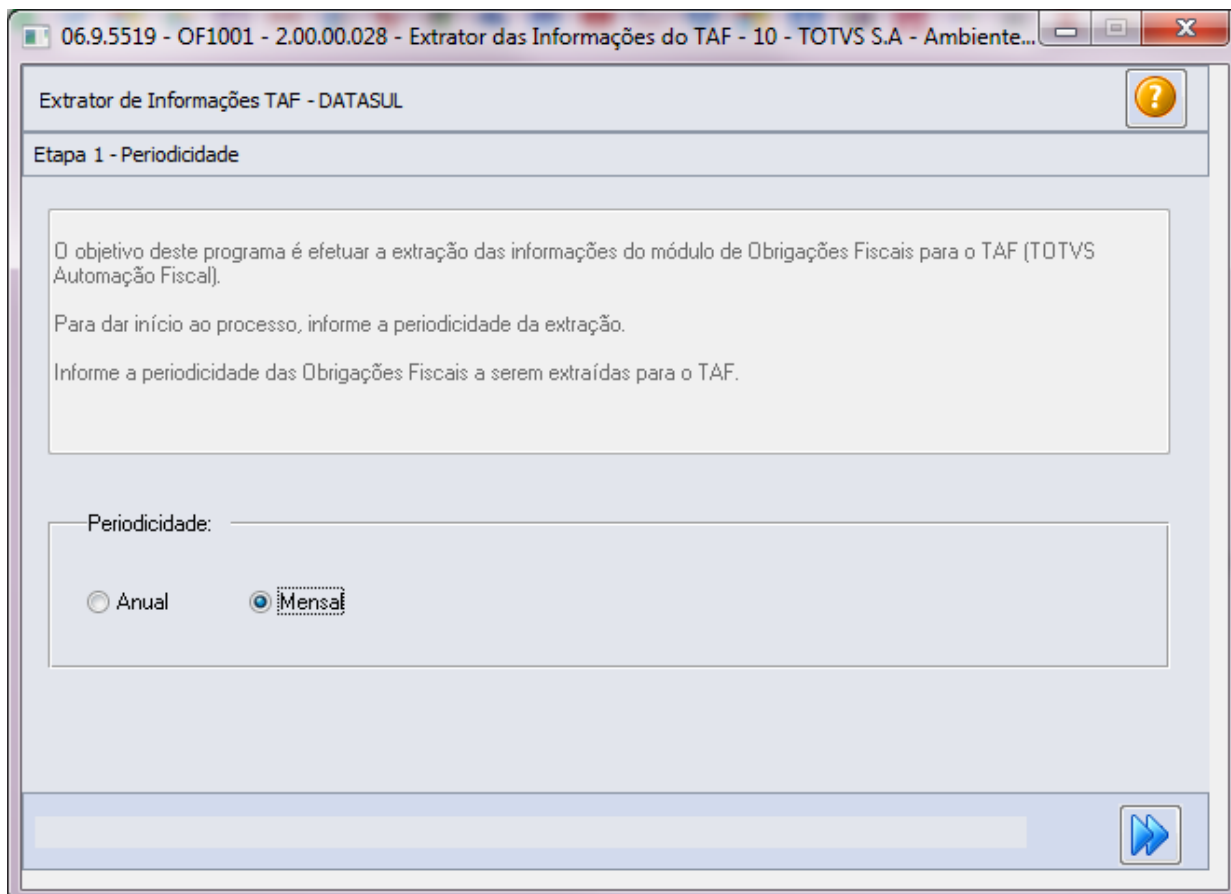 06.9.5519 - OF1001 - 2.00.00.028 - Extrator das Informações do TAF - 10 - TOTVS S.A - Ambiente...
Extrator de Informações TAF - DATASUL
Etapa 1 - Periodicidade
O objetivo deste programa é efetuar a extração das informações do módulo de Obrigações Fiscais para o TAF (TOTVS
Automação Fiscal).
Para dar início ao processo, informe a periodicidade da extração.
Informe a periodicidade das Obrigações Fiscais a serem extraídas para o TAF.
Periodicidade:
Anual Mensal